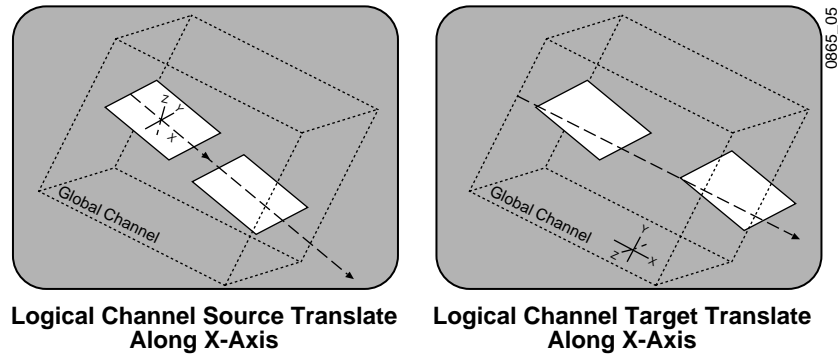 Z Y
X
Global Channel
Logical Channel Source Translate
Along X-Axis
Y
Z X
Global Channel
Logical Channel Target Translate
Along X-Axis
0865_05